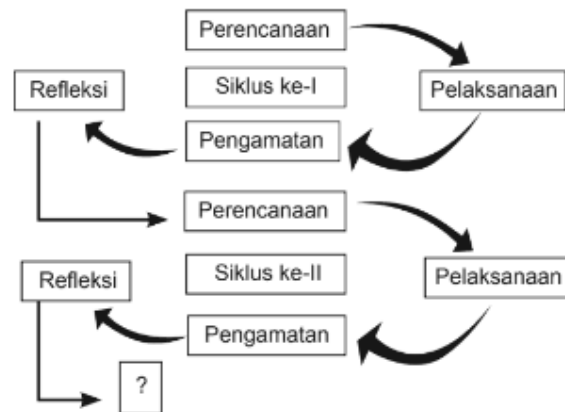 Perencanaan
Refleksi
Siklus ke-I
Pelaksanaan
Pengamatan
Perencanaan
Refleksi
Siklus ke-II
Pelaksanaan
Pengamatan
?